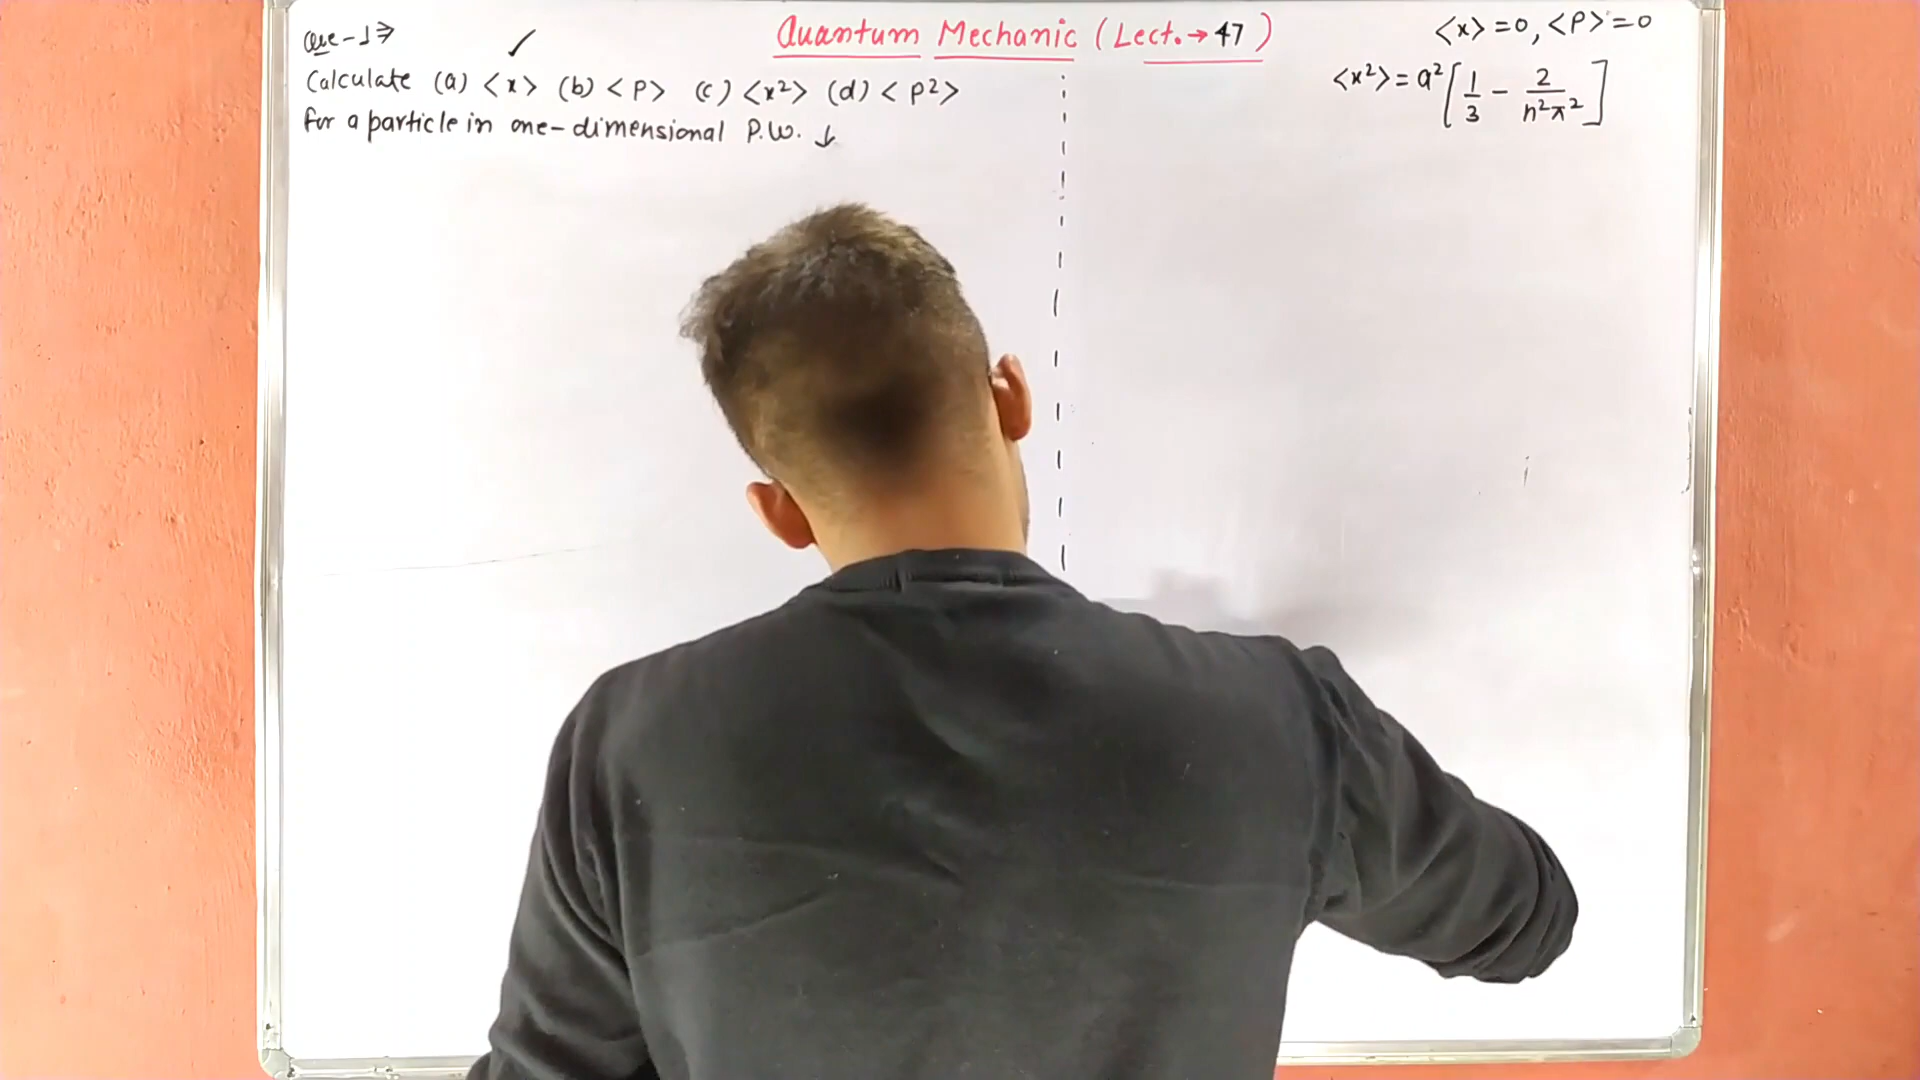 Quantum Mechanic (Lect.→47)
Que-1⇒
Calculate (a) <x> (b) <P> (c) <x²> (d) <P²>
for a particle in one-dimensional P.W. ↓
<x> =0, <P> =0
<x²> = a² [1/3 - 2/n²π²]